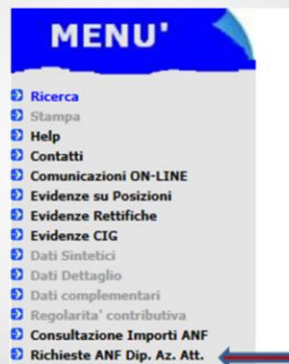 MENU'
Ricerca
Stampa
Help
Contatti
Comunicazioni ON-LINE
Evidenze su Posizioni
Evidenze Rettifiche
Evidenze CIG
Dati Sintetici
Dati Dettaglio
Dati complementari
Regolarita' contributiva
Consultazione Importi ANF
Richieste ANF Dip. Az. Att.